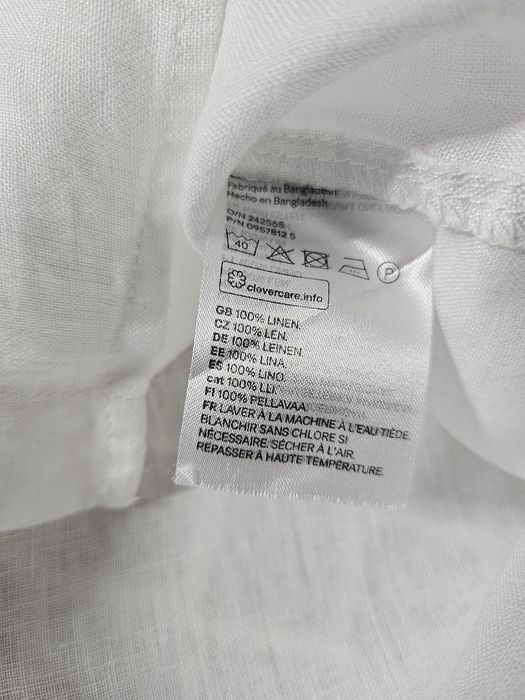 Fabriqué au Bangladesh
Hecho en Bangladesh
O/N 242565
P/N 0957812 5
40
P
clevercare.info
GB 100% LINEN.
CZ 100% LEN.
DE 100% LEINEN.
EE 100% LINA.
ES 100% LINO.
cat 100% LLI.
FI 100% PELLAVAA.
FR LAVER À LA MACHINE À L'EAU TIÈDE.
BLANCHIR SANS CHLORE SI
NÉCESSAIRE. SÉCHER À L'AIR.
REPASSER À HAUTE TEMPÉRATURE.